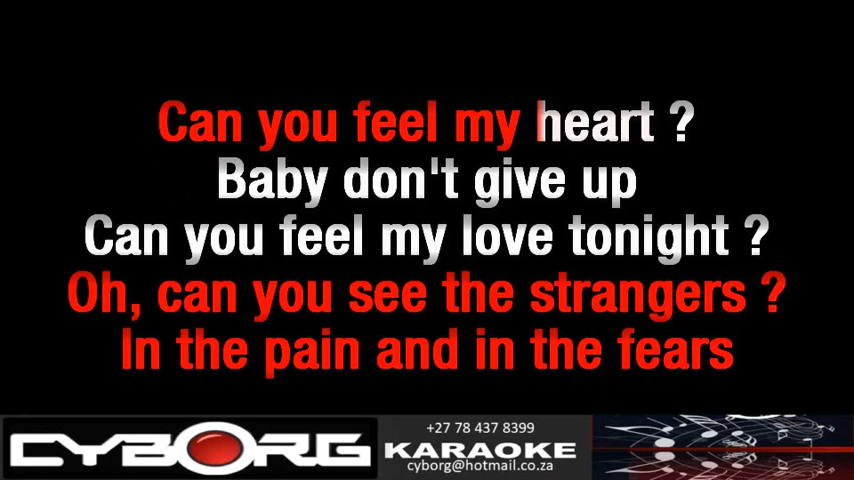 Can you feel my heart ?
Baby don't give up
Can you feel my love tonight ?
Oh, can you see the strangers ?
In the pain and in the fears
CYBORG
+27 78 437 8399
KARAOKE
cyborg@hotmail.co.za